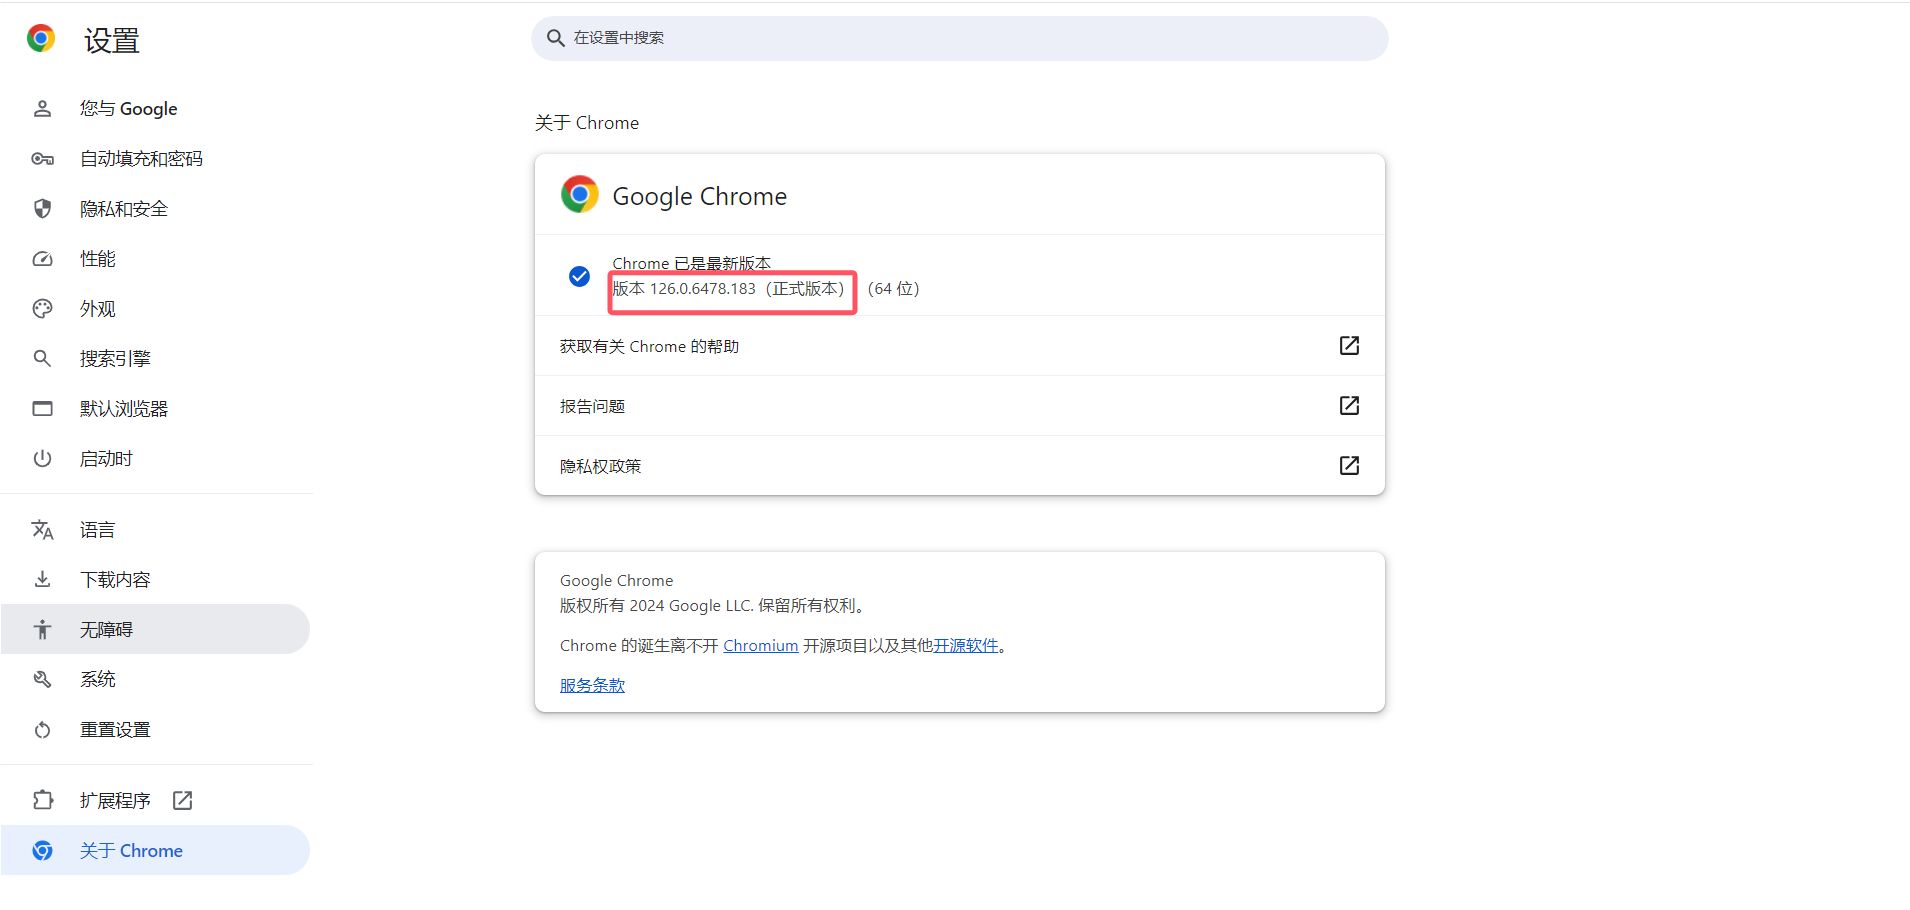 设置
在设置中搜索
您与 Google
自动填充和密码
隐私和安全
性能
外观
搜索引擎
默认浏览器
启动时
语言
下载内容
无障碍
系统
重置设置
扩展程序
关于 Chrome
关于 Chrome
Google Chrome
Chrome 已是最新版本
版本 126.0.6478.183（正式版本） （64 位）
获取有关 Chrome 的帮助
报告问题
隐私权政策
Google Chrome
版权所有 2024 Google LLC. 保留所有权利。
Chrome 的诞生离不开 Chromium 开源项目以及其他开源软件。
服务条款